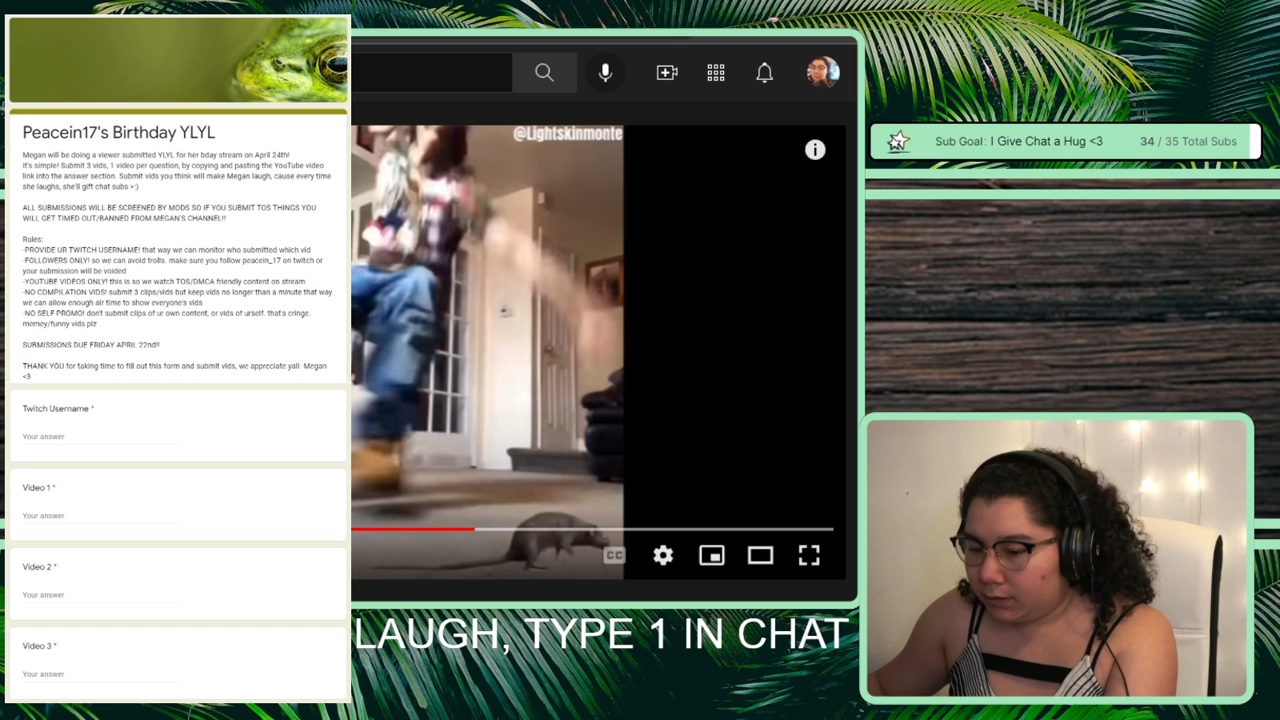 Peacein17's Birthday YLYL
Megan will be doing a viewer submitted YLYL for her bday stream on April 24th!
It's simple! Submit 3 vids, 1 video per question, by copying and pasting the YouTube video
link into the answer section. Submit vids you think will make Megan laugh, cause every time
she laughs, she'll gift chat subs >:)
ALL SUBMISSIONS WILL BE SCREENED BY MODS SO IF YOU SUBMIT TOS THINGS YOU
WILL GET TIMED OUT/BANNED FROM MEGAN'S CHANNEL!!
Rules:
-PROVIDE UR TWITCH USERNAME! that way we can monitor who submitted which vid
-FOLLOWERS ONLY! so we can avoid trolls. make sure you follow peacein_17 on twitch or
your submission will be voided
-YOUTUBE VIDEOS ONLY! this is so we watch TOS/DMCA friendly content on stream
-NO COMPILATION VIDS! submit 3 clips/vids but keep vids no longer than a minute that way
we can allow enough air time to show everyone's vids
-NO SELF PROMO! don't submit clips of ur own content, or vids of urself. that's cringe.
memey/funny vids plz
SUBMISSIONS DUE FRIDAY APRIL 22nd!!
THANK YOU for taking time to fill out this form and submit vids, we appreciate yall -Megan
<3
Twitch Username *
Your answer
Video 1 *
Your answer
Video 2 *
Your answer
Video 3 *
Your answer
@Lightskinmonte
CC
LAUGH, TYPE 1 IN CHAT
Sub Goal: I Give Chat a Hug <3 34 / 35 Total Subs